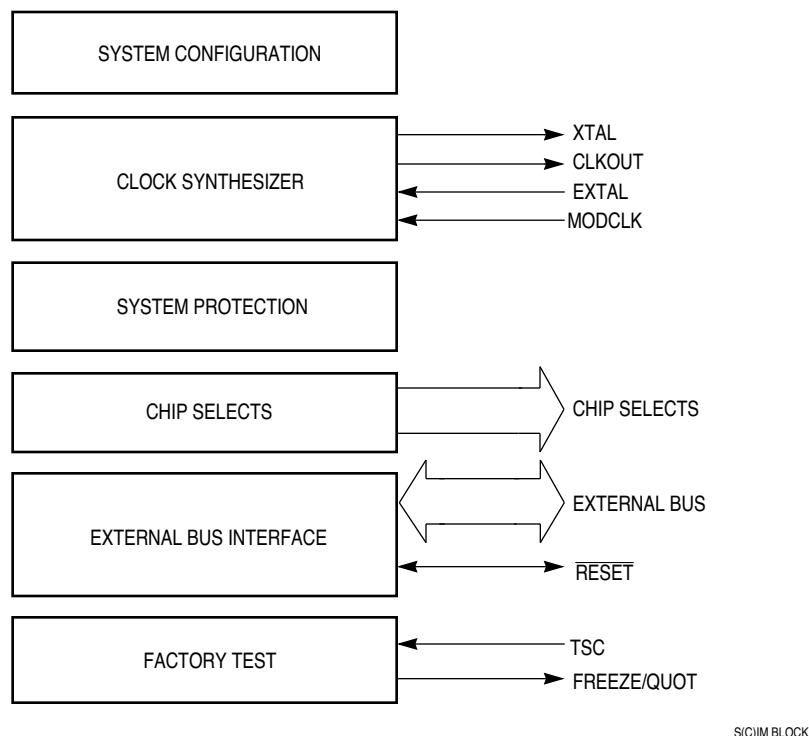 SYSTEM CONFIGURATION
CLOCK SYNTHESIZER
XTAL
CLKOUT
EXTAL
MODCLK
SYSTEM PROTECTION
CHIP SELECTS
CHIP SELECTS
EXTERNAL BUS INTERFACE
EXTERNAL BUS
RESET
FACTORY TEST
TSC
FREEZE/QUOT
S(C)IM BLOCK